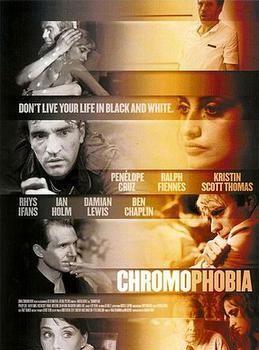 DON'T LIVE YOUR LIFE IN BLACK AND WHITE.
PENÉLOPE CRUZ
RALPH FIENNES
KRISTIN SCOTT THOMAS
RHYS IFANS
IAN HOLM
DAMIAN LEWIS
BEN CHAPLIN
CHROMOPHOBIA